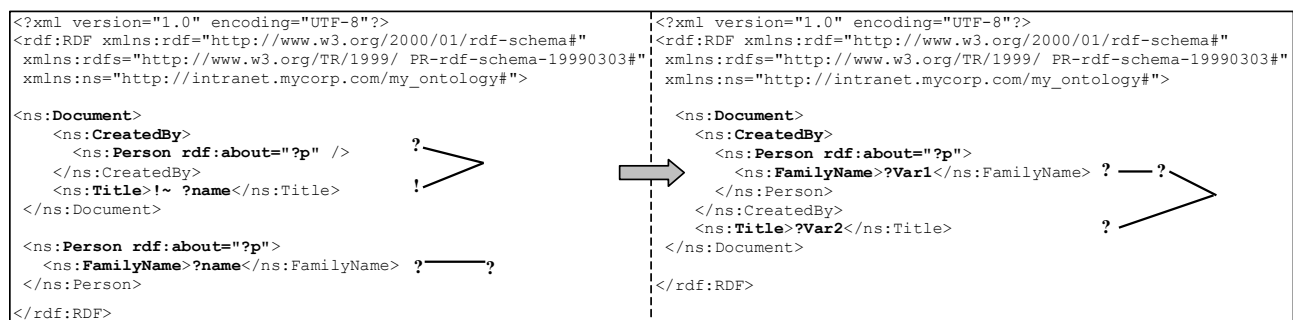 <?xml version="1.0" encoding="UTF-8"?>
<rdf:RDF xmlns:rdf="http://www.w3.org/2000/01/rdf-schema#"
xmlns:rdfs="http://www.w3.org/TR/1999/ PR-rdf-schema-19990303#"
xmlns:ns="http://intranet.mycorp.com/my_ontology#">
<ns:Document>
<ns:CreatedBy>
<ns:Person rdf:about="?p" /> ?
</ns:CreatedBy>
<ns:Title>!~ ?name</ns:Title> !
</ns:Document>
<ns:Person rdf:about="?p">
<ns:FamilyName>?name</ns:FamilyName> ? ?
</ns:Person>
</rdf:RDF>
<?xml version="1.0" encoding="UTF-8"?>
<rdf:RDF xmlns:rdf="http://www.w3.org/2000/01/rdf-schema#"
xmlns:rdfs="http://www.w3.org/TR/1999/ PR-rdf-schema-19990303#"
xmlns:ns="http://intranet.mycorp.com/my_ontology#">
<ns:Document>
<ns:CreatedBy>
<ns:Person rdf:about="?p">
<ns:FamilyName>?Var1</ns:FamilyName> ? ?
</ns:Person>
</ns:CreatedBy>
<ns:Title>?Var2</ns:Title> ?
</ns:Document>
</rdf:RDF>